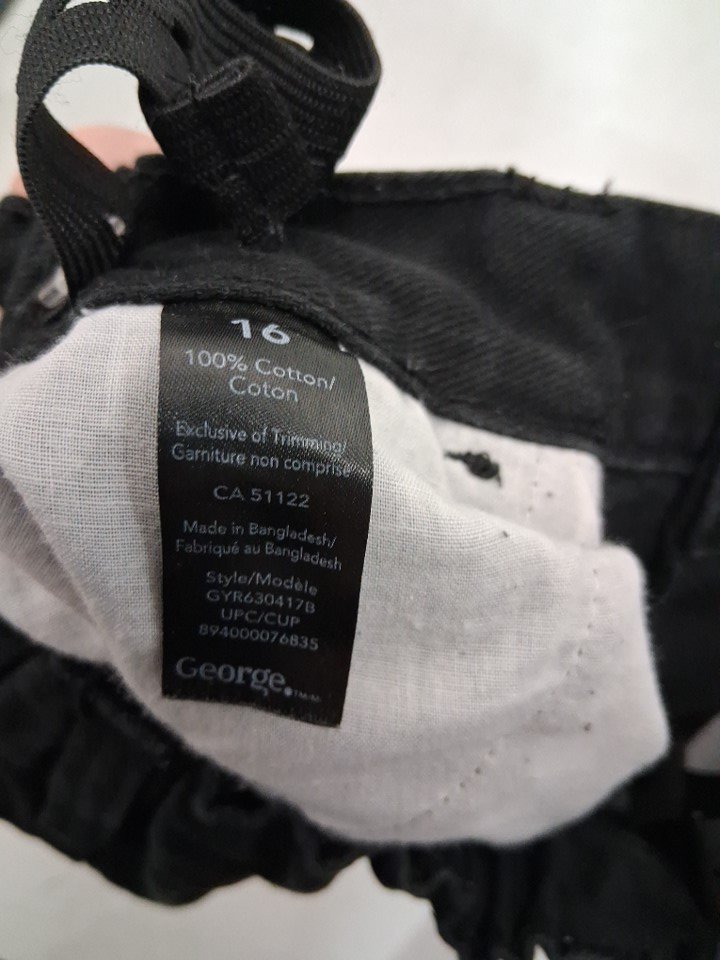 16
100% Cotton/
Coton
Exclusive of Trimming/
Garniture non comprise
CA 51122
Made in Bangladesh/
Fabriqué au Bangladesh
Style/Modèle
GYR630417B
UPC/CUP
894000076835
George.